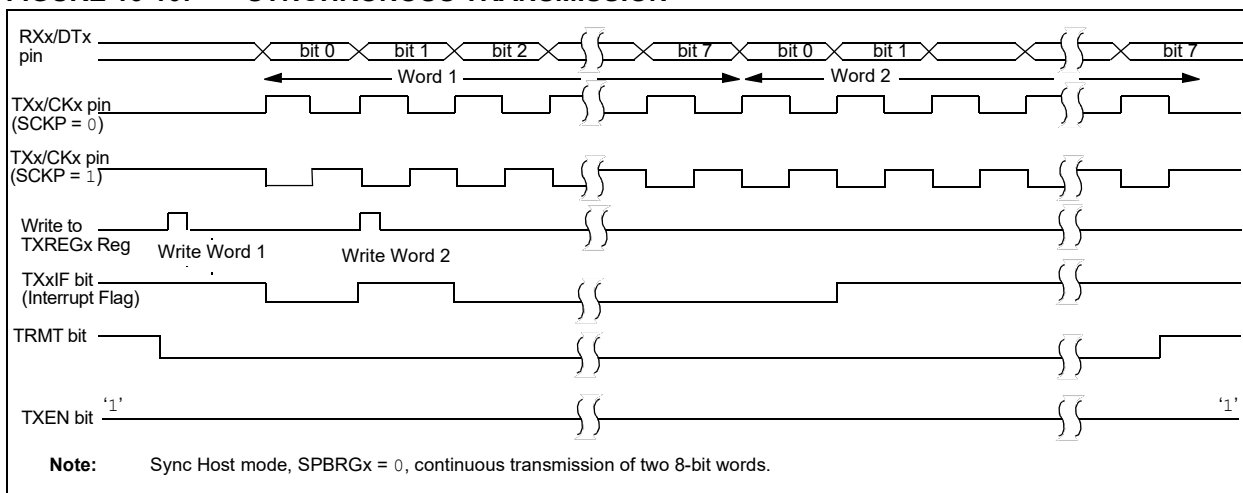 RXx/DTx
pin
bit 0 bit 1 bit 2 bit 7 bit 0 bit 1 bit 7
Word 1 Word 2
TXx/CKx pin
(SCKP = 0)
TXx/CKx pin
(SCKP = 1)
Write to
TXREGx Reg
Write Word 1 Write Word 2
TXxIF bit
(Interrupt Flag)
TRMT bit
TXEN bit ‘1’ ‘1’
Note: Sync Host mode, SPBRGx = 0, continuous transmission of two 8-bit words.